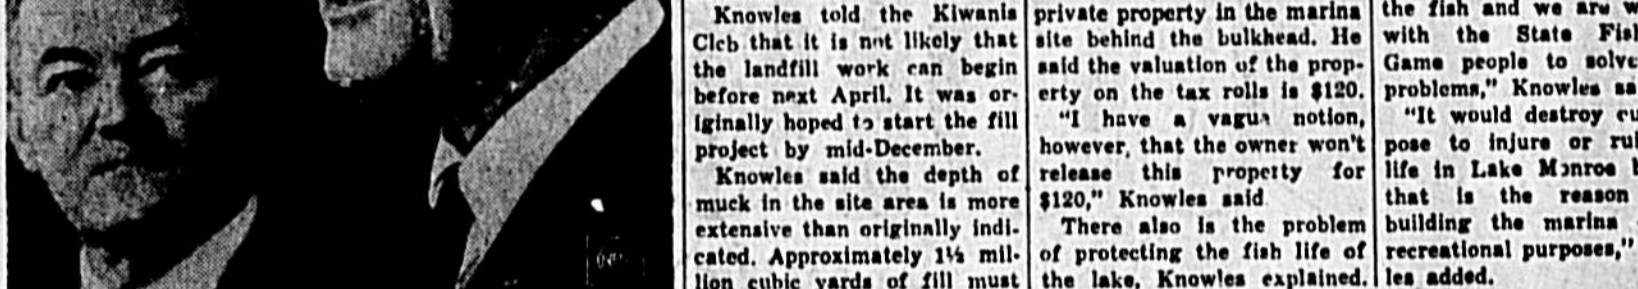 Knowles told the Kiwanis
Cleb that it is not likely that
the landfill work can begin
before next April. It was or-
iginally hoped to start the fill
project by mid-December.
Knowles said the depth of
muck in the site area is more
extensive than originally indi-
cated. Approximately 1½ mil-
lion cubic yards of fill must
private property in the marina
site behind the bulkhead. He
said the valuation of the prop-
erty on the tax rolls is $120.
"I have a vague notion,
however, that the owner won't
release this property for
$120," Knowles said.
There also is the problem
of protecting the fish life of
the lake, Knowles explained.
the fish and we are w
with the State Fis
Game people to solve
problems," Knowles sa
"It would destroy
pose to injure or
life in Lake Monroe
that is the reason
building the marina
recreational purposes,"
les added.